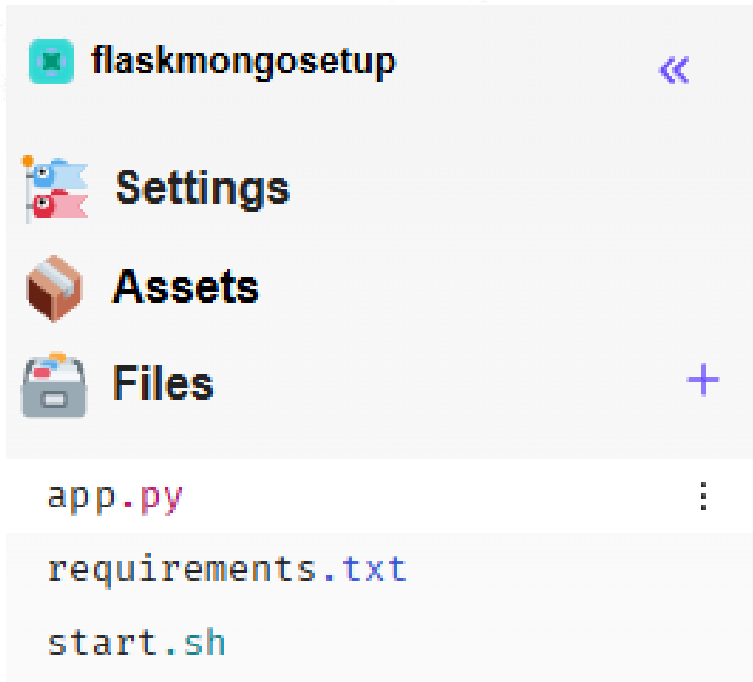 flaskmongosetup
Settings
Assets
Files
app.py
requirements.txt
start.sh